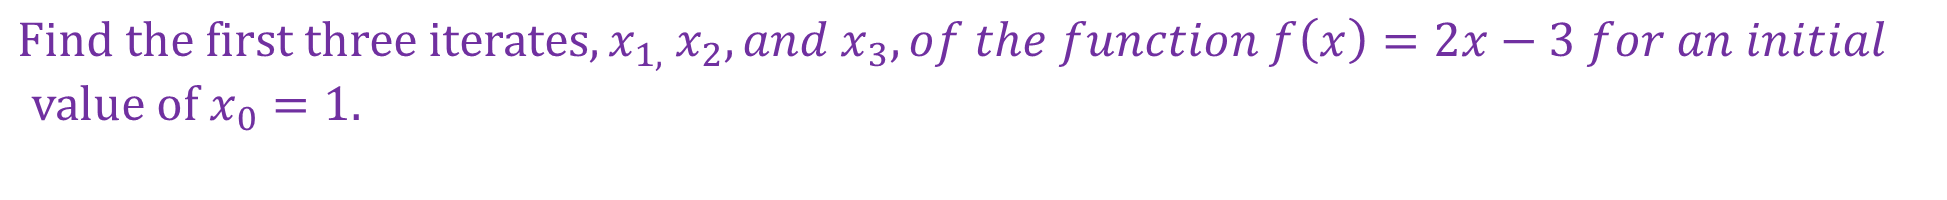 Find the first three iterates, x₁, x₂, and x₃, of the function f(x) = 2x − 3 for an initial
value of x₀ = 1.